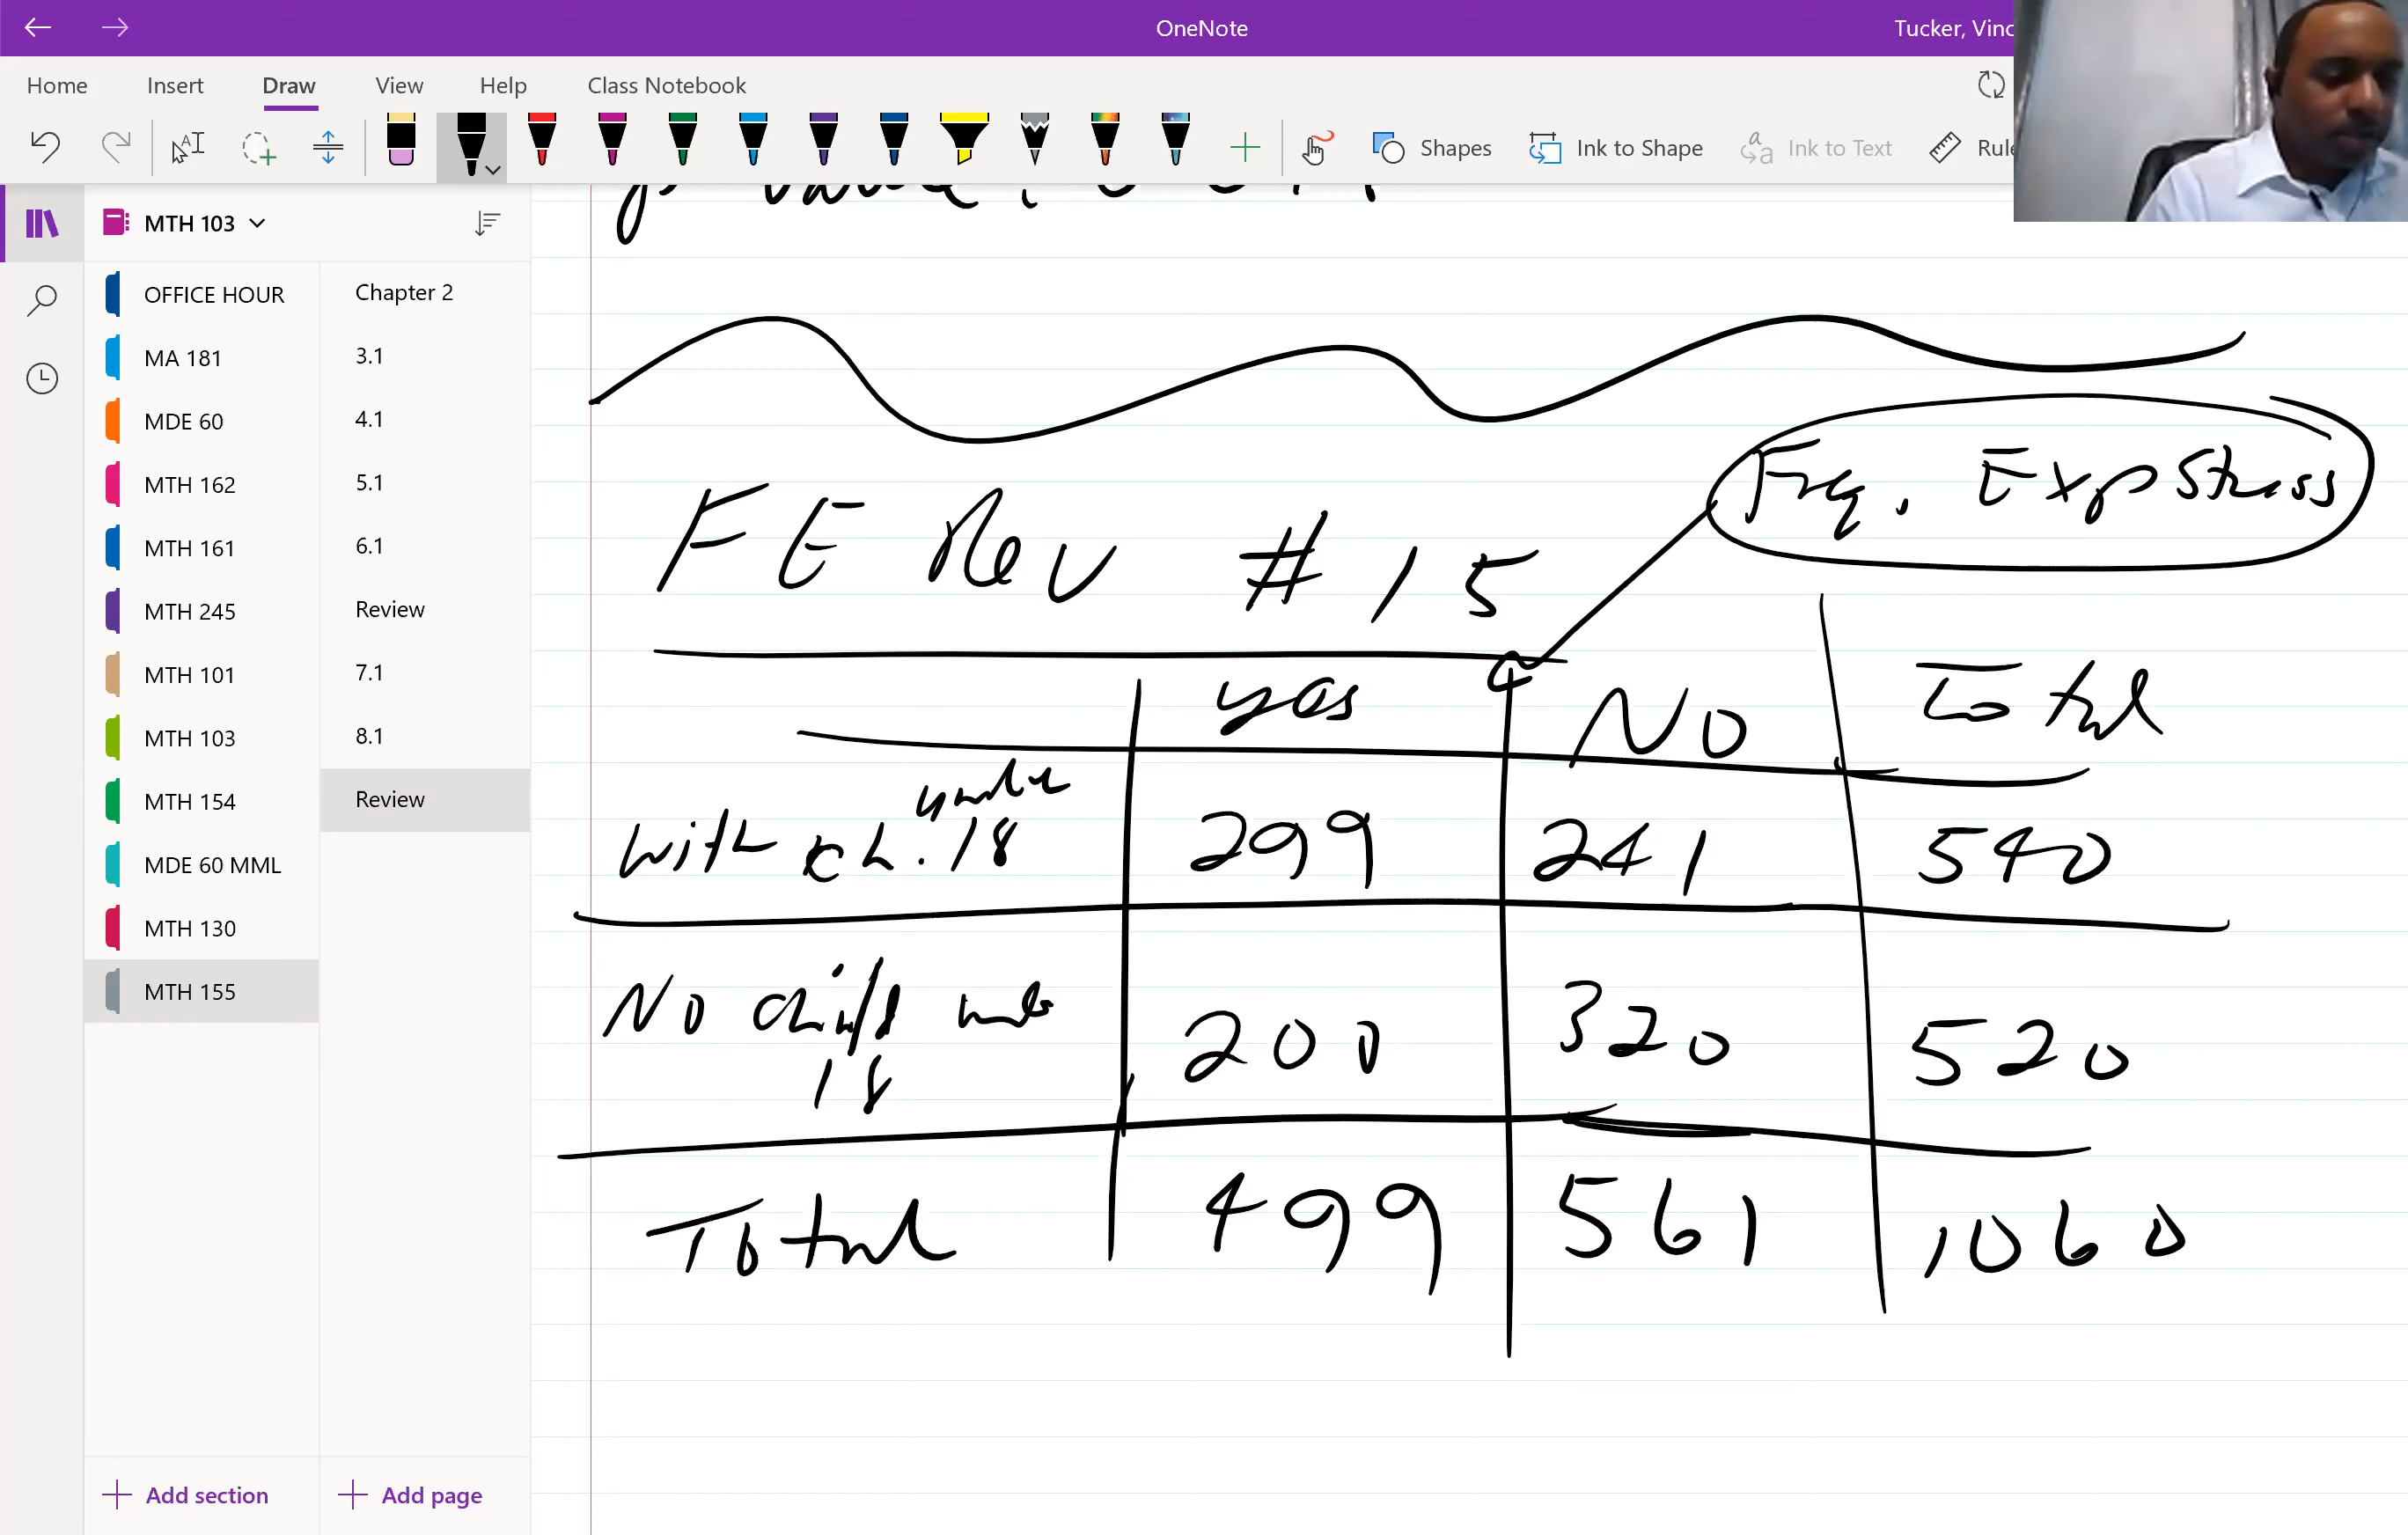 OneNote
Tucker, Vinc
Home Insert Draw View Help Class Notebook
Shapes Ink to Shape Ink to Text Rule
MTH 103
OFFICE HOUR
MA 181
MDE 60
MTH 162
MTH 161
MTH 245
MTH 101
MTH 103
MTH 154
MDE 60 MML
MTH 130
MTH 155
Add section
Chapter 2
3.1
4.1
5.1
6.1
Review
7.1
8.1
Review
Add page
Frq. Exp Stress
FE Rev #15
yes No Total
with ch. under 18 299 241 540
No child under 18 200 320 520
Total 499 561 1060